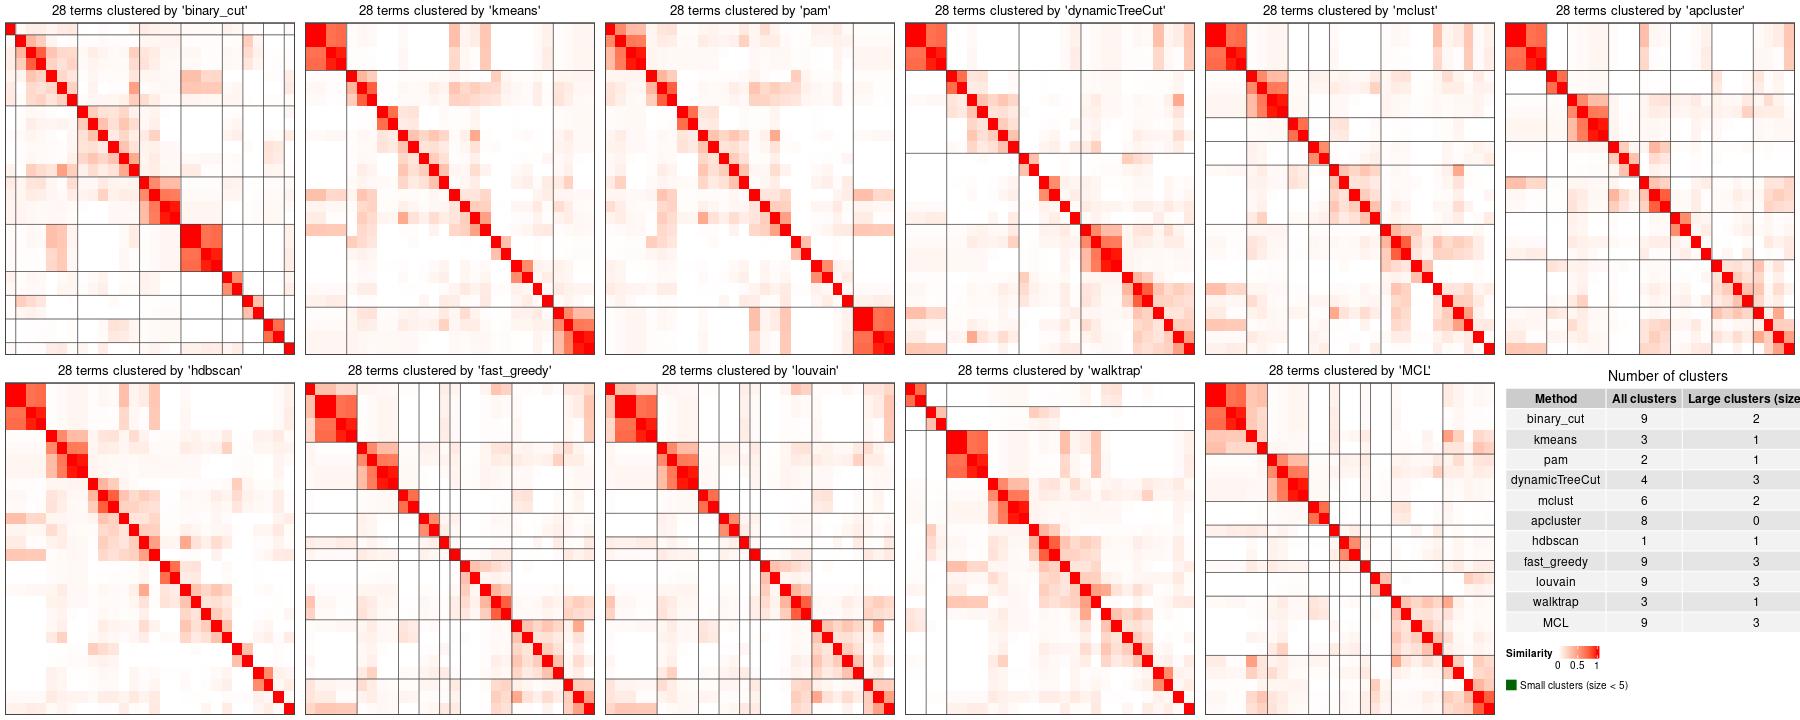 28 terms clustered by 'binary_cut'
28 terms clustered by 'kmeans'
28 terms clustered by 'pam'
28 terms clustered by 'dynamicTreeCut'
28 terms clustered by 'mclust'
28 terms clustered by 'apcluster'
28 terms clustered by 'hdbscan'
28 terms clustered by 'fast_greedy'
28 terms clustered by 'louvain'
28 terms clustered by 'walktrap'
28 terms clustered by 'MCL'
Number of clusters
Method All clusters Large clusters (size
binary_cut 9 2
kmeans 3 1
pam 2 1
dynamicTreeCut 4 3
mclust 6 2
apcluster 8 0
hdbscan 1 1
fast_greedy 9 3
louvain 9 3
walktrap 3 1
MCL 9 3
Similarity
0 0.5 1
Small clusters (size < 5)